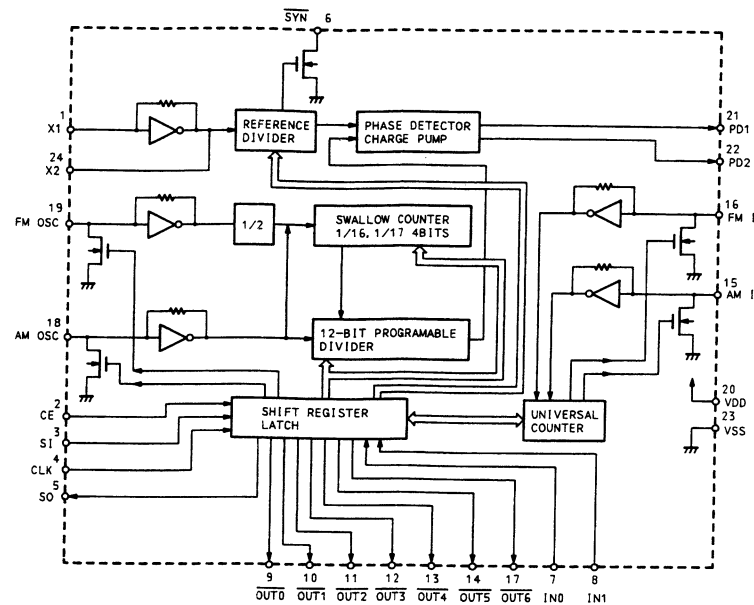 SYN 6
1
X1
24
X2
REFERENCE
DIVIDER
PHASE DETECTOR
CHARGE PUMP
21
PD1
22
PD2
19
FM OSC
1/2
SWALLOW COUNTER
1/16, 1/17 4BITS
16
FM I
15
AM I
18
AM OSC
12-BIT PROGRAMABLE
DIVIDER
20
VDD
23
VSS
2
CE
3
SI
4
CLK
5
SO
SHIFT REGISTER
LATCH
UNIVERSAL
COUNTER
9 10 11 12 13 14 17 7 8
OUT0 OUT1 OUT2 OUT3 OUT4 OUT5 OUT6 IN0 IN1